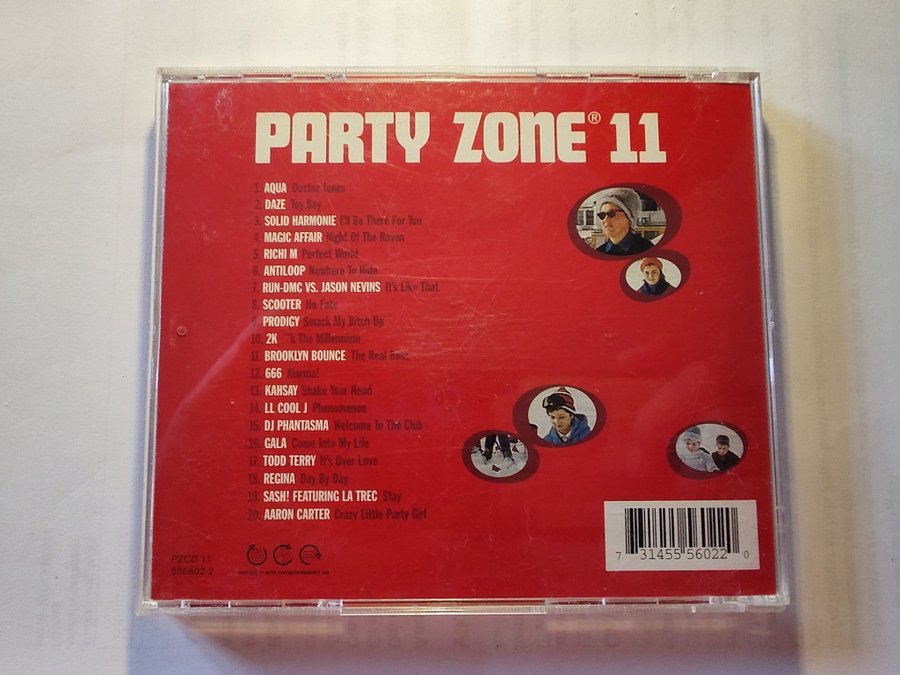 PARTY ZONE® 11
1. AQUA Doctor Jones
2. DAZE Toy Boy
3. SOLID HARMONIE I'll Be There For You
4. MAGIC AFFAIR Night Of The Raven
5. RICHI M Perfect World
6. ANTILOOP Nowhere To Hide
7. RUN-DMC VS. JASON NEVINS It's Like That
8. SCOOTER No Fate
9. PRODIGY Smack My Bitch Up
10. 2K ***k The Millennium
11. BROOKLYN BOUNCE The Real Bass
12. 666 Alarma!
13. KAHSAY Shake Your Head
14. LL COOL J Phenomenon
15. DJ PHANTASMA Welcome To The Club
16. GALA Come Into My Life
17. TODD TERRY It's Over Love
18. REGINA Day By Day
19. SASH! FEATURING LA TREC Stay
20. AARON CARTER Crazy Little Party Girl
PZCD 11
555602-2
ENTERTAINMENT
7 31455 56022 0